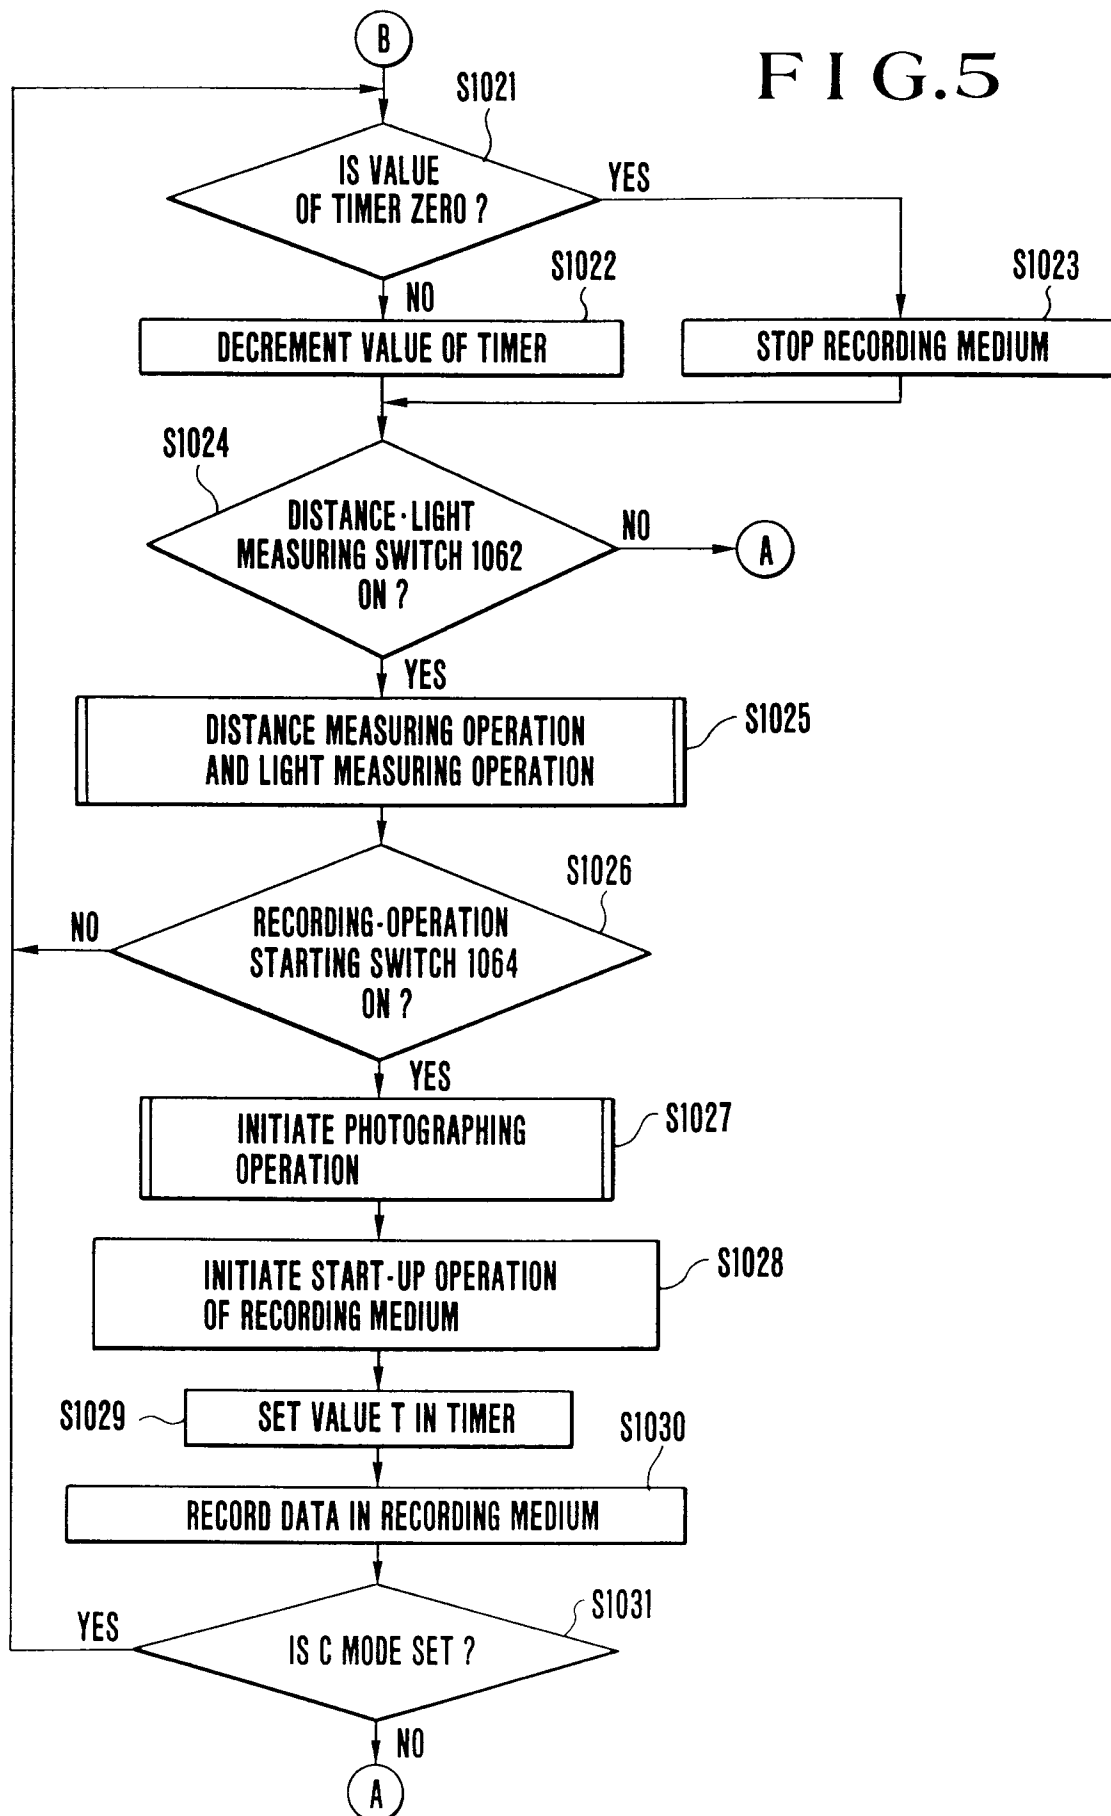 B
FIG.5
S1021
IS VALUE
OF TIMER ZERO ?
YES
NO
S1022
S1023
DECREMENT VALUE OF TIMER
STOP RECORDING MEDIUM
S1024
DISTANCE·LIGHT
MEASURING SWITCH 1062
ON ?
NO
A
YES
DISTANCE MEASURING OPERATION
AND LIGHT MEASURING OPERATION
S1025
S1026
RECORDING-OPERATION
STARTING SWITCH 1064
ON ?
NO
YES
INITIATE PHOTOGRAPHING
OPERATION
S1027
INITIATE START-UP OPERATION
OF RECORDING MEDIUM
S1028
S1029
SET VALUE T IN TIMER
S1030
RECORD DATA IN RECORDING MEDIUM
S1031
YES
IS C MODE SET ?
NO
A